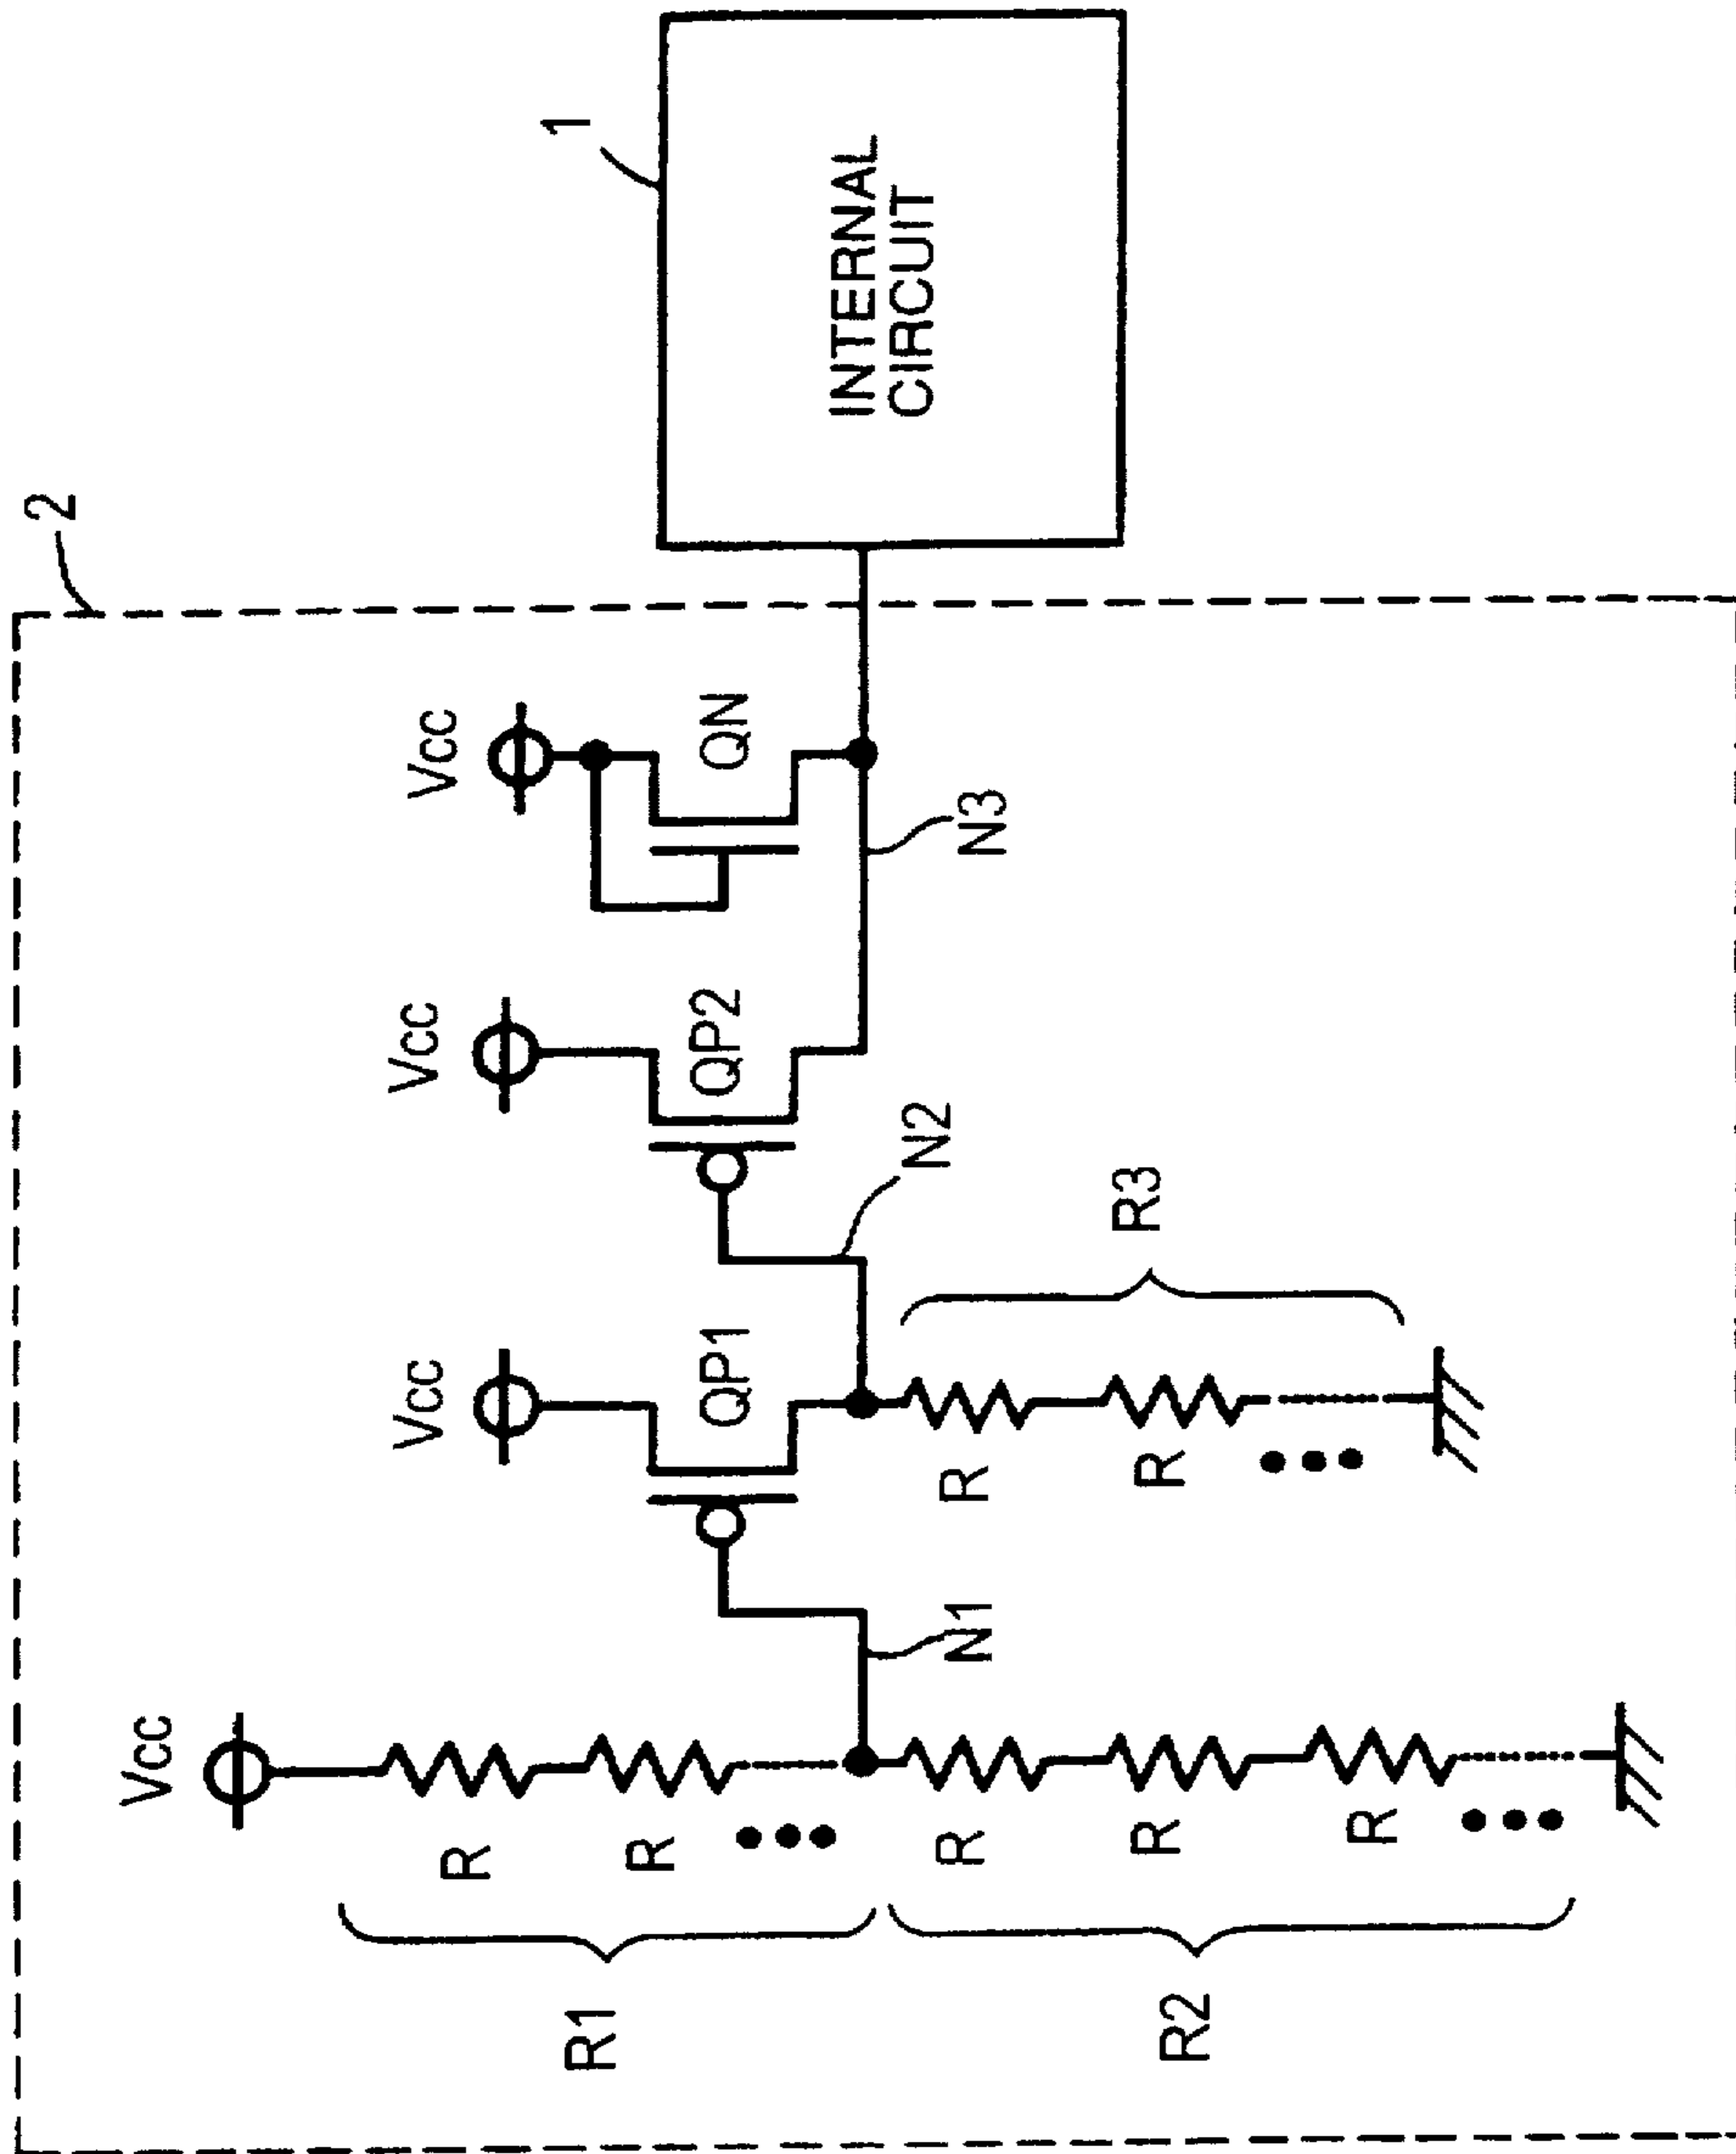 2
Vcc
Vcc
Vcc
Vcc
1
R
R1
R
QP1
QP2
QN
INTERNAL
CIRCUIT
N2
N1
N3
R
R
R3
R
R
R2
R